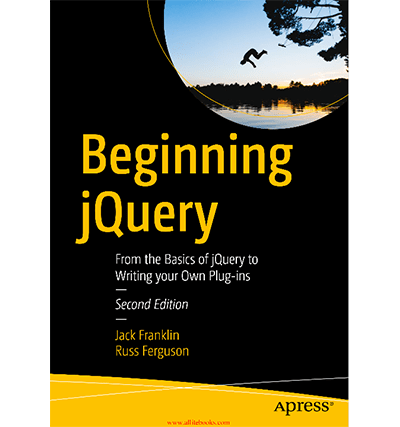 Beginning
jQuery
From the Basics of jQuery to
Writing your Own Plug-ins
—
Second Edition
—
Jack Franklin
Russ Ferguson
Apress®
www.allitebooks.com